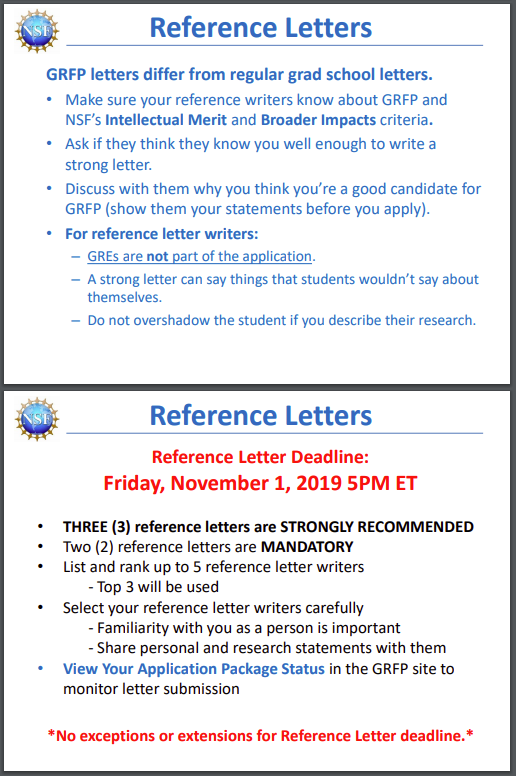 NSF
Reference Letters
GRFP letters differ from regular grad school letters.
• Make sure your reference writers know about GRFP and
NSF's Intellectual Merit and Broader Impacts criteria.
• Ask if they think they know you well enough to write a
strong letter.
• Discuss with them why you think you're a good candidate for
GRFP (show them your statements before you apply).
• For reference letter writers:
– GREs are not part of the application.
– A strong letter can say things that students wouldn't say about
themselves.
– Do not overshadow the student if you describe their research.
NSF
Reference Letters
Reference Letter Deadline:
Friday, November 1, 2019 5PM ET
• THREE (3) reference letters are STRONGLY RECOMMENDED
• Two (2) reference letters are MANDATORY
• List and rank up to 5 reference letter writers
- Top 3 will be used
• Select your reference letter writers carefully
- Familiarity with you as a person is important
- Share personal and research statements with them
• View Your Application Package Status in the GRFP site to
monitor letter submission
*No exceptions or extensions for Reference Letter deadline.*